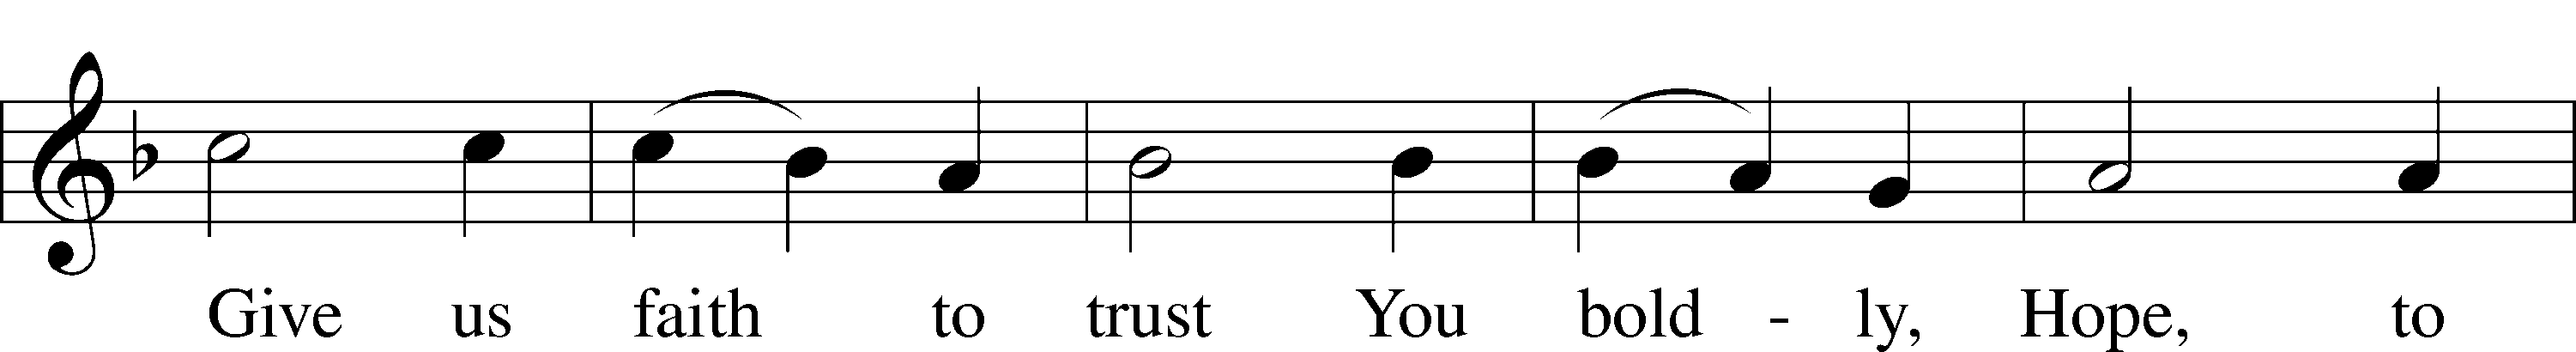 Give us faith to trust You bold - ly, Hope, to